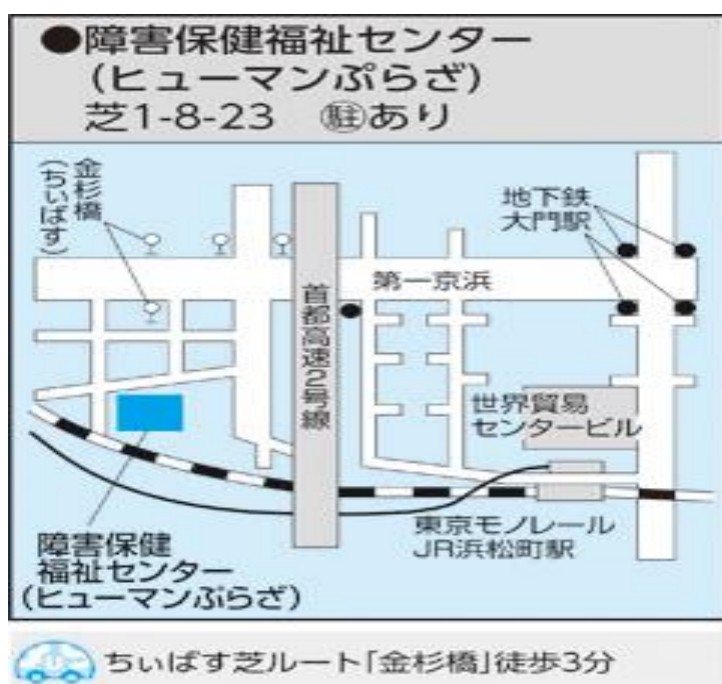 ●障害保健福祉センター
(ヒューマンぷらざ)
芝1-8-23 ㊟あり
金杉橋
(ちぃばす)
地下鉄
大門駅
第一京浜
首都高速2号線
世界貿易
センタービル
東京モノレール
JR浜松町駅
障害保健
福祉センター
(ヒューマンぷらざ)
ちぃばす芝ルート「金杉橋」徒歩3分